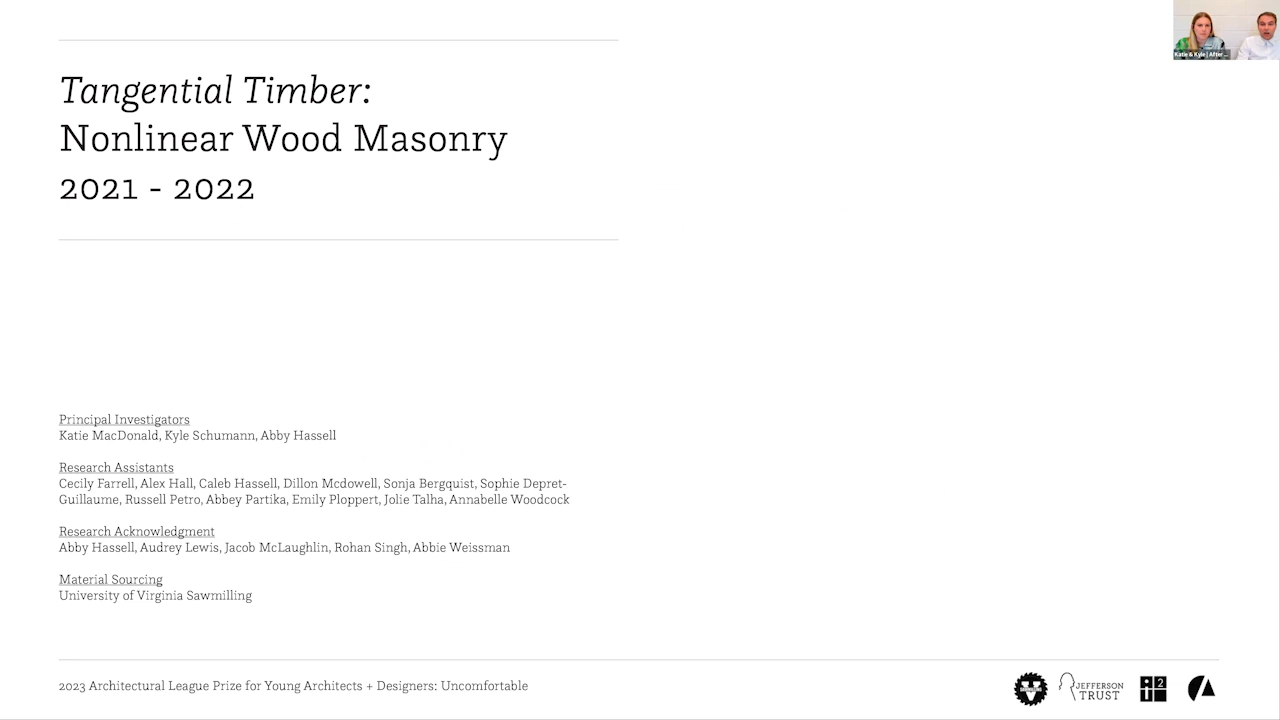 Katie & Kyle | After ...
Tangential Timber:
Nonlinear Wood Masonry
2021 - 2022
Principal Investigators
Katie MacDonald, Kyle Schumann, Abby Hassell
Research Assistants
Cecily Farrell, Alex Hall, Caleb Hassell, Dillon Mcdowell, Sonja Bergquist, Sophie Depret-
Guillaume, Russell Petro, Abbey Partika, Emily Ploppert, Jolie Talha, Annabelle Woodcock
Research Acknowledgment
Abby Hassell, Audrey Lewis, Jacob McLaughlin, Rohan Singh, Abbie Weissman
Material Sourcing
University of Virginia Sawmilling
2023 Architectural League Prize for Young Architects + Designers: Uncomfortable
JEFFERSON
TRUST